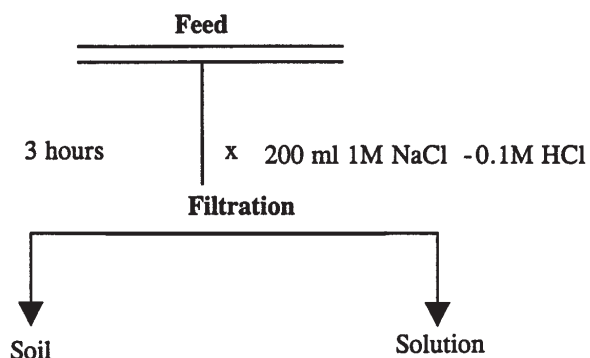 Feed
3 hours x 200 ml 1M NaCl -0.1M HCl
Filtration
Soil Solution